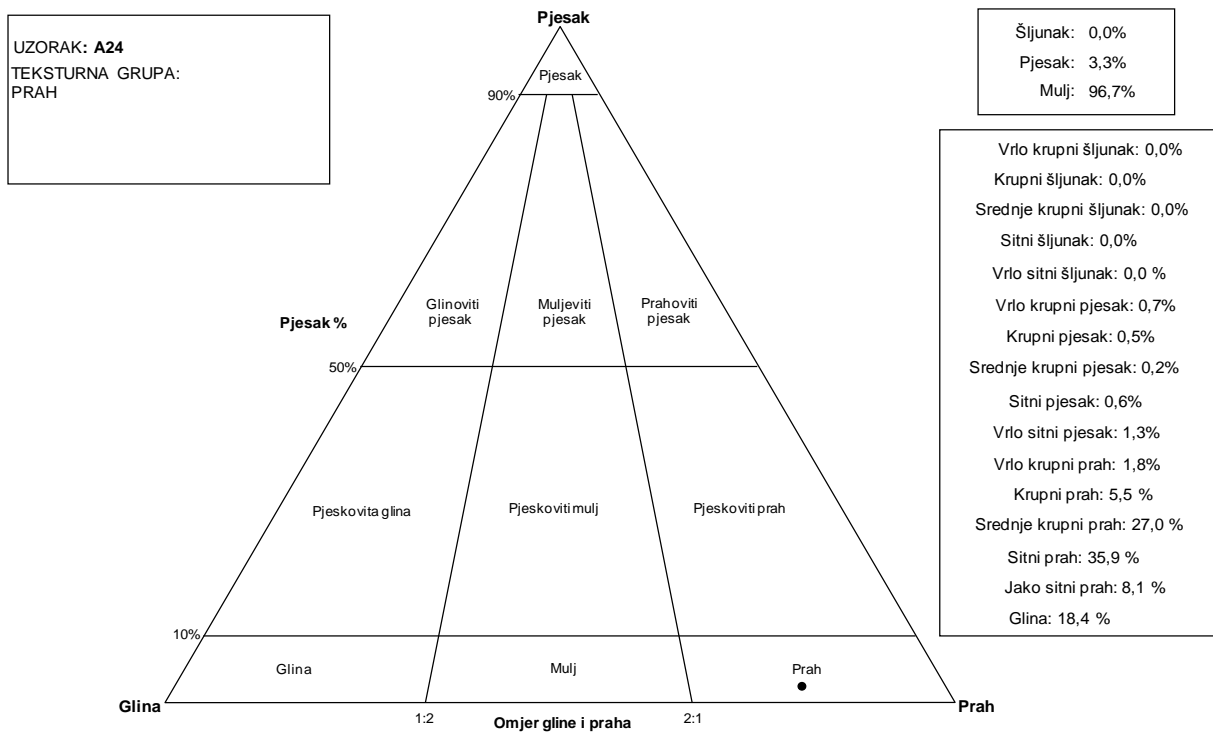 UZORAK: A24
TEKSTURNA GRUPA:
PRAH
Pjesak
Pjesak
90%
Glinoviti
pjesak
Muljeviti
pjesak
Prahoviti
pjesak
Pjesak %
50%
Pjeskovita glina
Pjeskoviti mulj
Pjeskoviti prah
10%
Glina
Mulj
Prah
Glina
Prah
1:2
Omjer gline i praha
2:1
Šljunak: 0,0%
Pjesak: 3,3%
Mulj: 96,7%
Vrlo krupni šljunak: 0,0%
Krupni šljunak: 0,0%
Srednje krupni šljunak: 0,0%
Sitni šljunak: 0,0%
Vrlo sitni šljunak: 0,0 %
Vrlo krupni pjesak: 0,7%
Krupni pjesak: 0,5%
Srednje krupni pjesak: 0,2%
Sitni pjesak: 0,6%
Vrlo sitni pjesak: 1,3%
Vrlo krupni prah: 1,8%
Krupni prah: 5,5 %
Srednje krupni prah: 27,0 %
Sitni prah: 35,9 %
Jako sitni prah: 8,1 %
Glina: 18,4 %